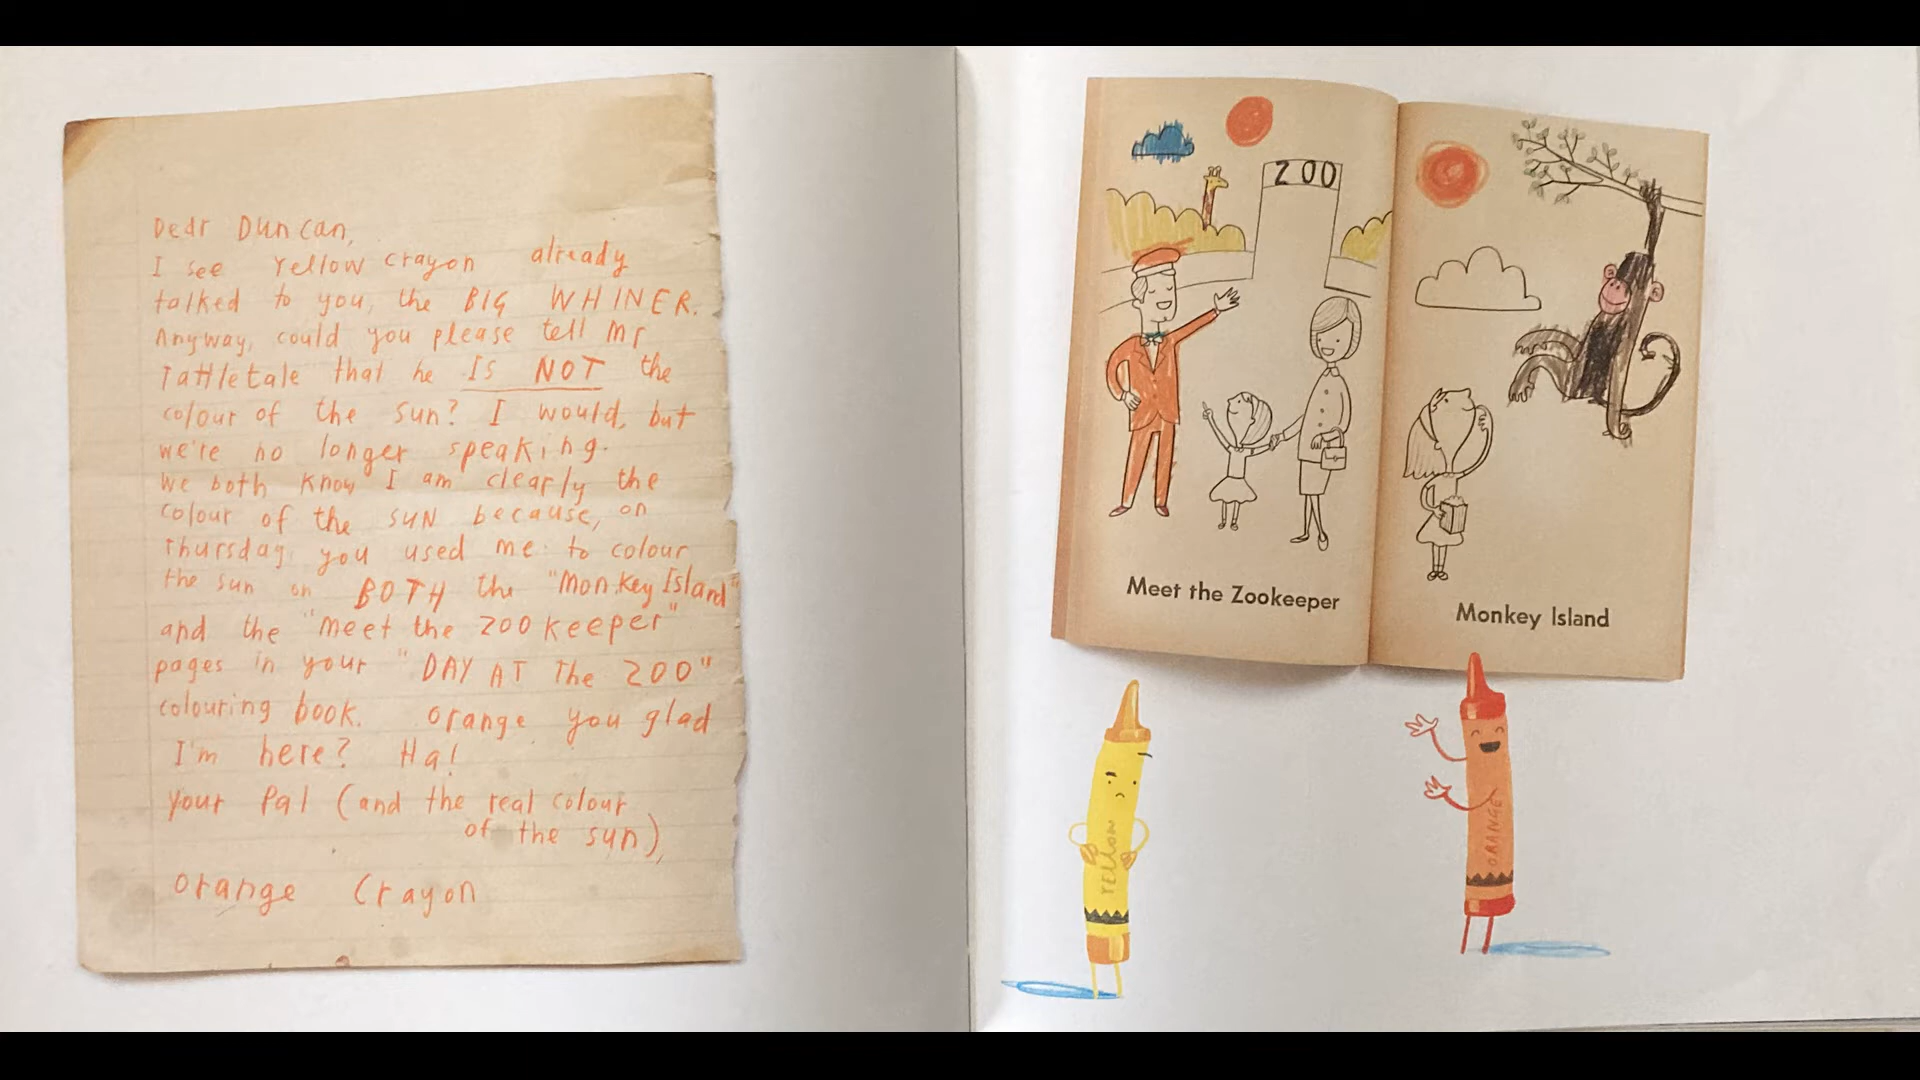 Dear Duncan,
I see Yellow Crayon already
talked to you, the BIG WHINER.
Anyway, could you please tell Mr
Tattletale that he IS NOT the
colour of the sun? I would, but
we're no longer speaking.
We both know I am clearly the
colour of the SUN because, on
Thursday, you used me to colour
the sun on BOTH the "Monkey Island"
and the "Meet the Zookeeper"
pages in your "DAY AT The ZOO"
colouring book. Orange you glad
I'm here? Ha!
Your Pal (and the real colour
of the sun),
Orange Crayon
ZOO
Meet the Zookeeper
Monkey Island
YELLOW
ORANGE